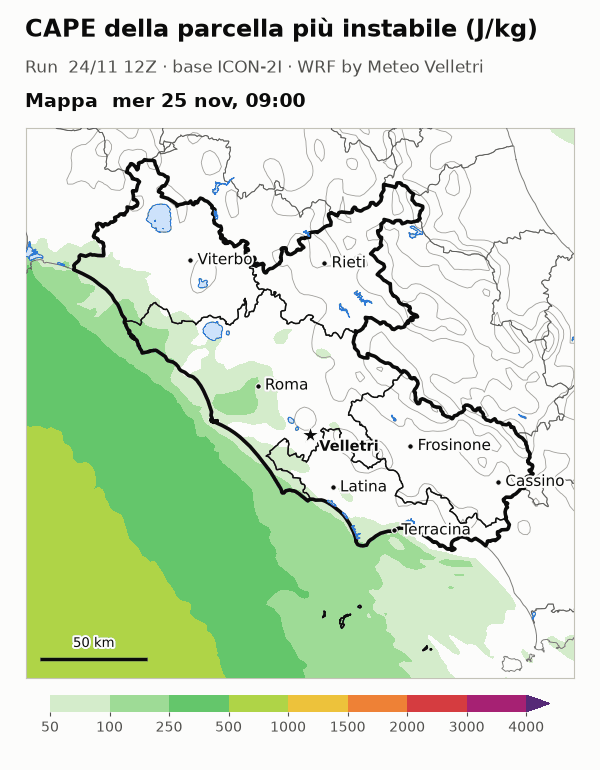 CAPE della parcella più instabile (J/kg)
Run  24/11 12Z · base ICON-2I · WRF by Meteo Velletri
Mappa  mer 25 nov, 09:00
Viterbo
Rieti
Roma
Velletri
Frosinone
Cassino
Latina
Terracina
50 km
50 100 250 500 1000 1500 2000 3000 4000